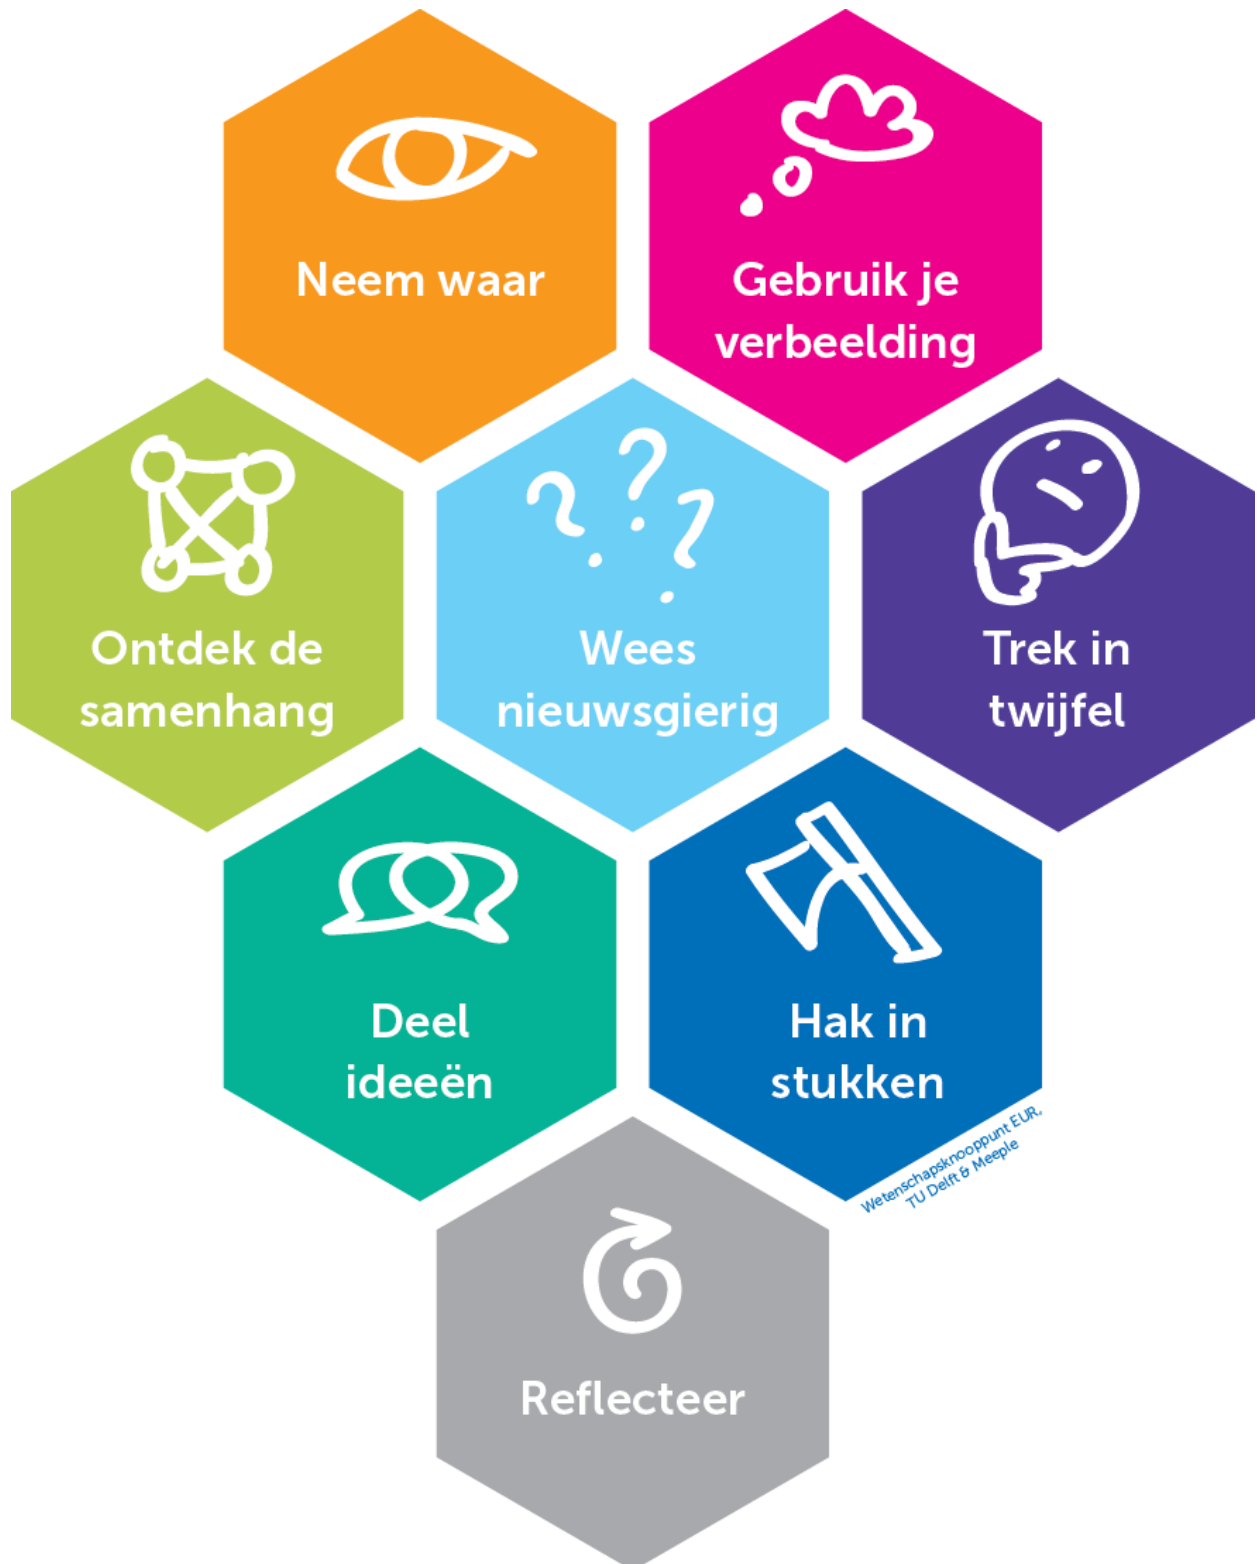 Neem waar
Gebruik je
verbeelding
Ontdek de
samenhang
Wees
nieuwsgierig
Trek in
twijfel
Deel
ideeën
Hak in
stukken
Wetenschapsknooppunt EUR,
TU Delft & Meeple
Reflecteer